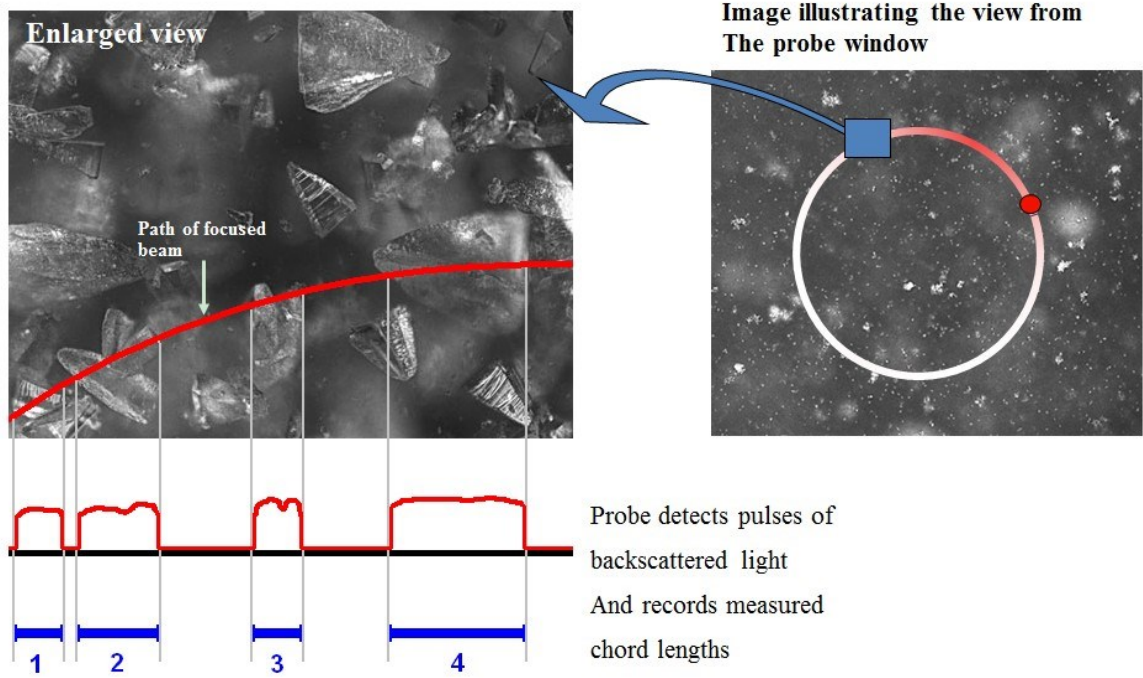 Enlarged view
Path of focused
beam
Image illustrating the view from
The probe window
Probe detects pulses of
backscattered light
And records measured
chord lengths
1 2 3 4